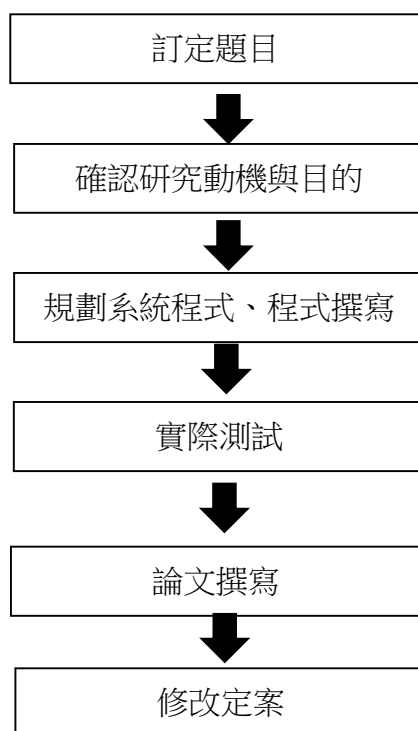 訂定題目
確認研究動機與目的
規劃系統程式、程式撰寫
實際測試
論文撰寫
修改定案